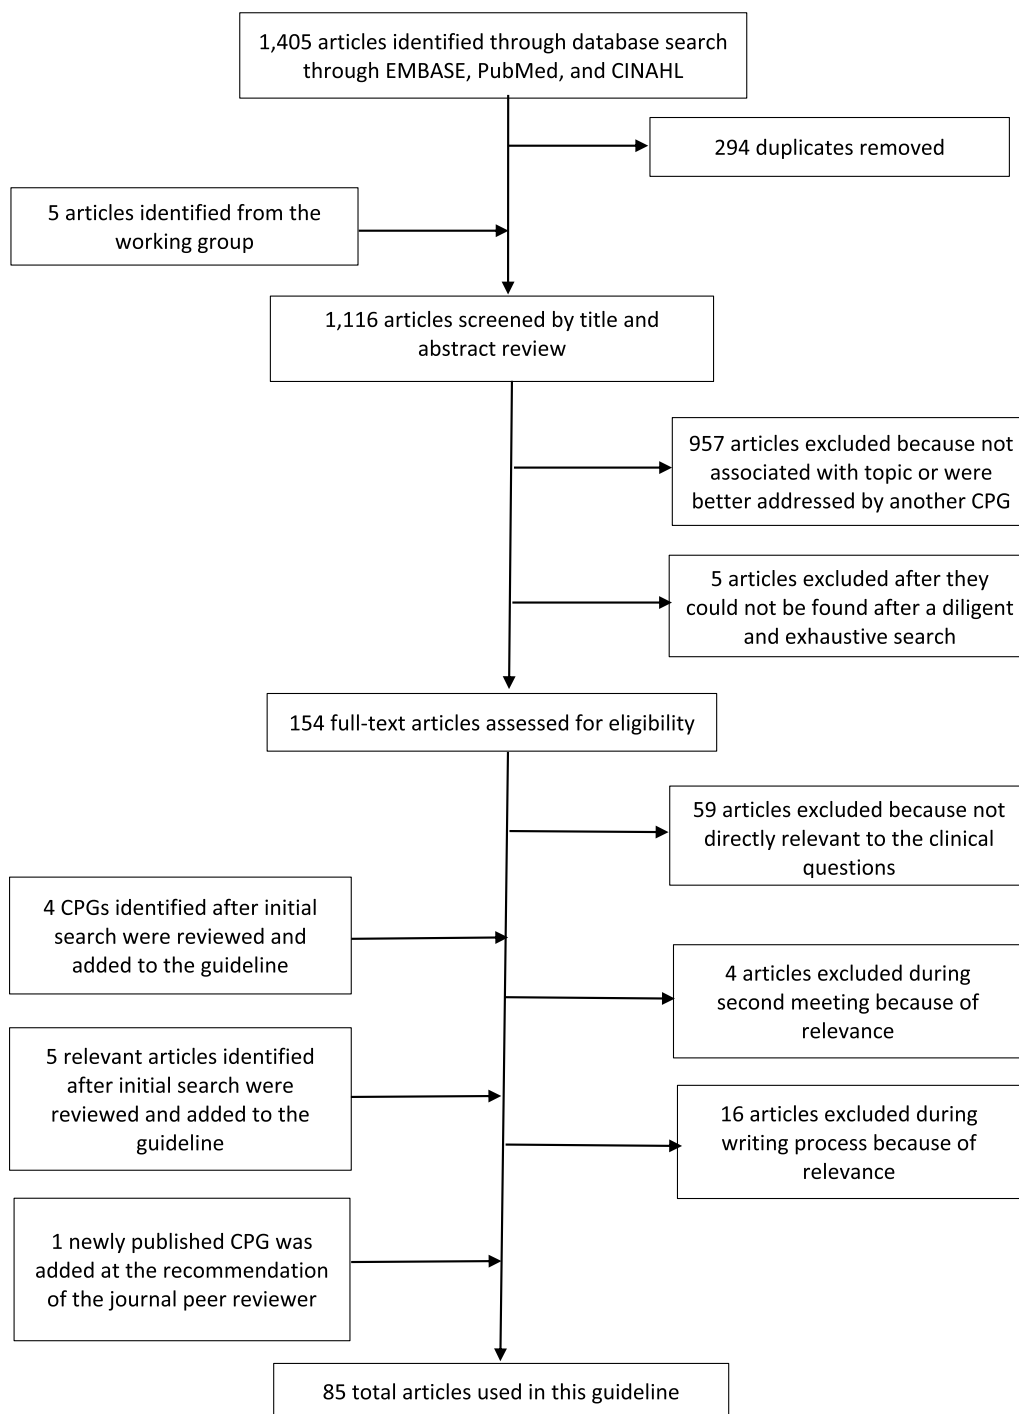 1,405 articles identified through database search
through EMBASE, PubMed, and CINAHL
294 duplicates removed
5 articles identified from the
working group
1,116 articles screened by title and
abstract review
957 articles excluded because not
associated with topic or were
better addressed by another CPG
5 articles excluded after they
could not be found after a diligent
and exhaustive search
154 full-text articles assessed for eligibility
59 articles excluded because not
directly relevant to the clinical
questions
4 CPGs identified after initial
search were reviewed and
added to the guideline
4 articles excluded during
second meeting because of
relevance
5 relevant articles identified
after initial search were
reviewed and added to the
guideline
16 articles excluded during
writing process because of
relevance
1 newly published CPG was
added at the recommendation
of the journal peer reviewer
85 total articles used in this guideline